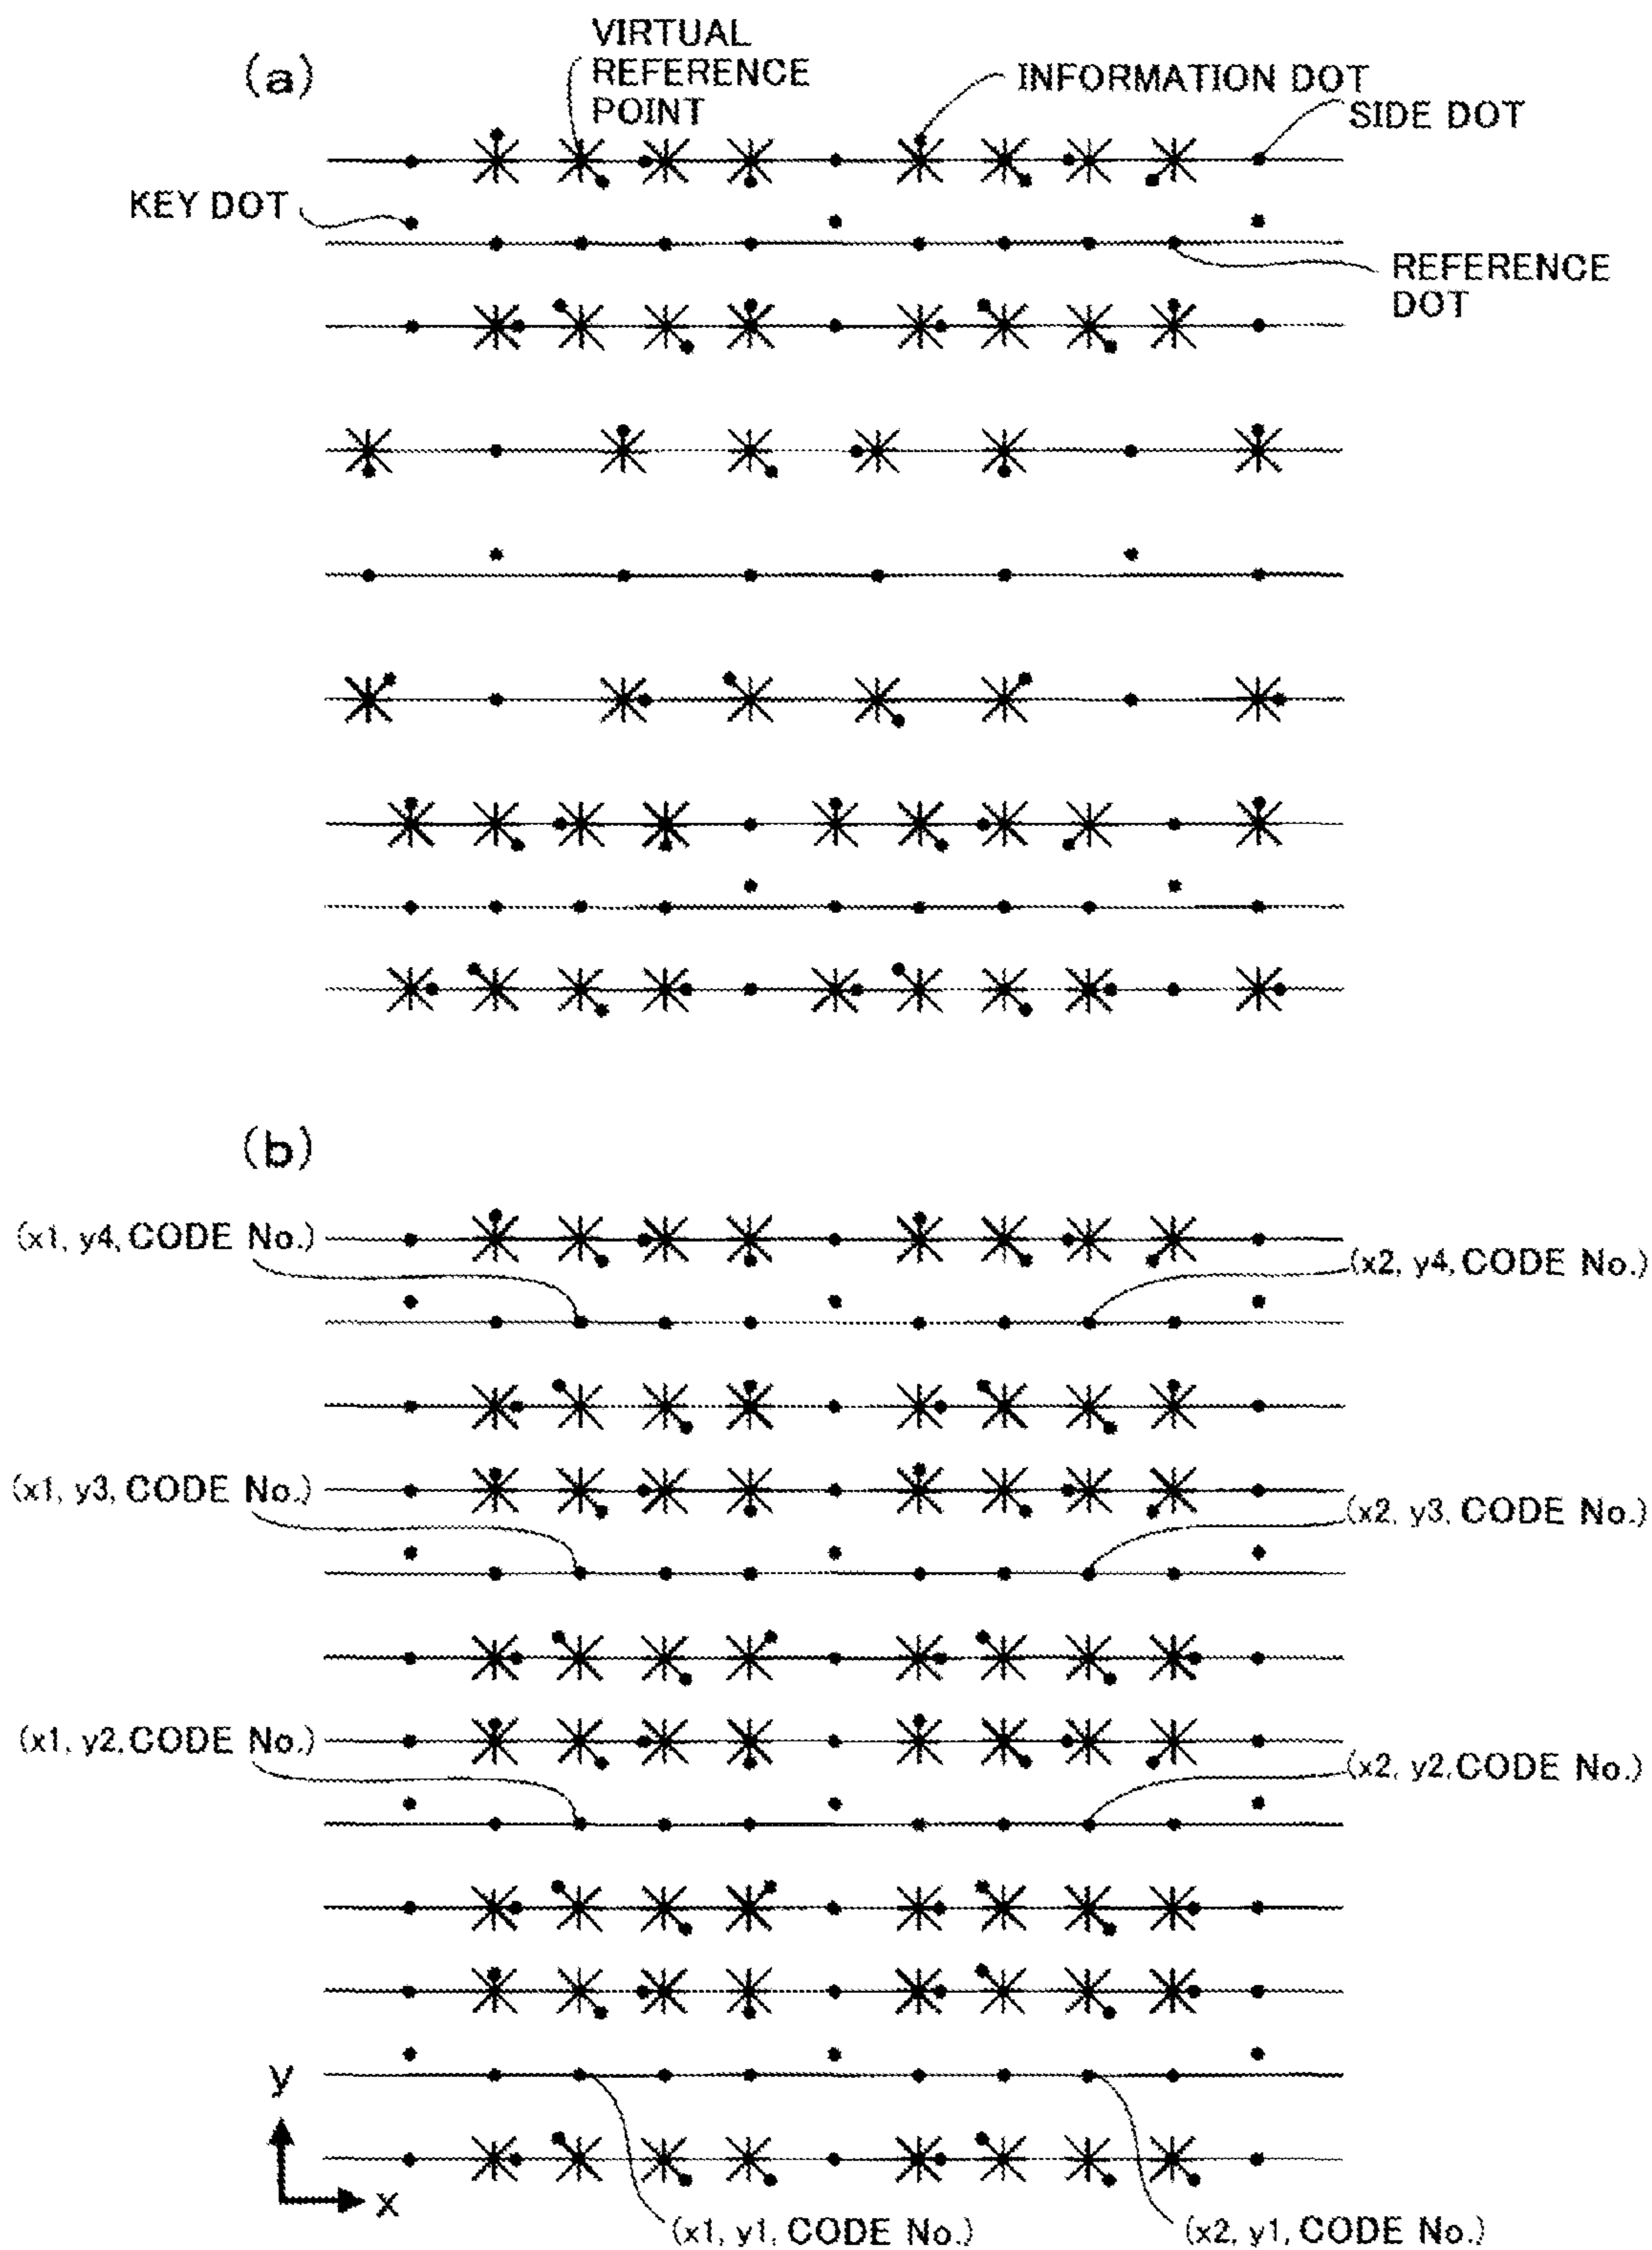 (a)
VIRTUAL
REFERENCE
POINT
INFORMATION DOT
SIDE DOT
KEY DOT
REFERENCE
DOT
(b)
(x1, y4, CODE No.)
(x2, y4, CODE No.)
(x1, y3, CODE No.)
(x2, y3, CODE No.)
(x1, y2, CODE No.)
(x2, y2, CODE No.)
y
x
(x1, y1, CODE No.)
(x2, y1, CODE No.)